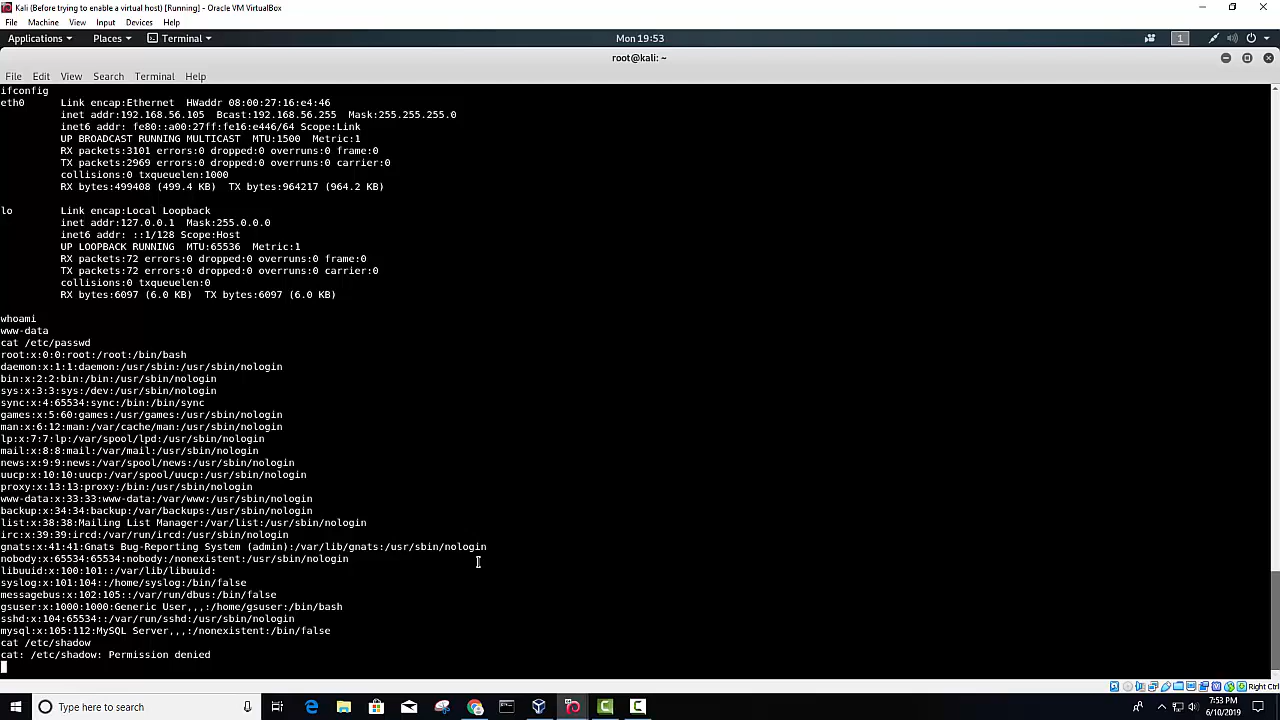 Kali (Before trying to enable a virtual host) [Running] - Oracle VM VirtualBox
File Machine View Input Devices Help
Applications Places Terminal Mon 19:53 1
root@kali: ~
File Edit View Search Terminal Help
ifconfig
eth0 Link encap:Ethernet HWaddr 08:00:27:16:e4:46
inet addr:192.168.56.105 Bcast:192.168.56.255 Mask:255.255.255.0
inet6 addr: fe80::a00:27ff:fe16:e446/64 Scope:Link
UP BROADCAST RUNNING MULTICAST MTU:1500 Metric:1
RX packets:3101 errors:0 dropped:0 overruns:0 frame:0
TX packets:2969 errors:0 dropped:0 overruns:0 carrier:0
collisions:0 txqueuelen:1000
RX bytes:499408 (499.4 KB) TX bytes:964217 (964.2 KB)
lo Link encap:Local Loopback
inet addr:127.0.0.1 Mask:255.0.0.0
inet6 addr: ::1/128 Scope:Host
UP LOOPBACK RUNNING MTU:65536 Metric:1
RX packets:72 errors:0 dropped:0 overruns:0 frame:0
TX packets:72 errors:0 dropped:0 overruns:0 carrier:0
collisions:0 txqueuelen:0
RX bytes:6097 (6.0 KB) TX bytes:6097 (6.0 KB)
whoami
www-data
cat /etc/passwd
root:x:0:0:root:/root:/bin/bash
daemon:x:1:1:daemon:/usr/sbin:/usr/sbin/nologin
bin:x:2:2:bin:/bin:/usr/sbin/nologin
sys:x:3:3:sys:/dev:/usr/sbin/nologin
sync:x:4:65534:sync:/bin:/bin/sync
games:x:5:60:games:/usr/games:/usr/sbin/nologin
man:x:6:12:man:/var/cache/man:/usr/sbin/nologin
lp:x:7:7:lp:/var/spool/lpd:/usr/sbin/nologin
mail:x:8:8:mail:/var/mail:/usr/sbin/nologin
news:x:9:9:news:/var/spool/news:/usr/sbin/nologin
uucp:x:10:10:uucp:/var/spool/uucp:/usr/sbin/nologin
proxy:x:13:13:proxy:/bin:/usr/sbin/nologin
www-data:x:33:33:www-data:/var/www:/usr/sbin/nologin
backup:x:34:34:backup:/var/backups:/usr/sbin/nologin
list:x:38:38:Mailing List Manager:/var/list:/usr/sbin/nologin
irc:x:39:39:ircd:/var/run/ircd:/usr/sbin/nologin
gnats:x:41:41:Gnats Bug-Reporting System (admin):/var/lib/gnats:/usr/sbin/nologin
nobody:x:65534:65534:nobody:/nonexistent:/usr/sbin/nologin
libuuid:x:100:101::/var/lib/libuuid:
syslog:x:101:104::/home/syslog:/bin/false
messagebus:x:102:105::/var/run/dbus:/bin/false
gsuser:x:1000:1000:Generic User,,,:/home/gsuser:/bin/bash
sshd:x:104:65534::/var/run/sshd:/usr/sbin/nologin
mysql:x:105:112:MySQL Server,,,:/nonexistent:/bin/false
cat /etc/shadow
cat: /etc/shadow: Permission denied
Right Ctrl
Type here to search
7:53 PM
6/10/2019